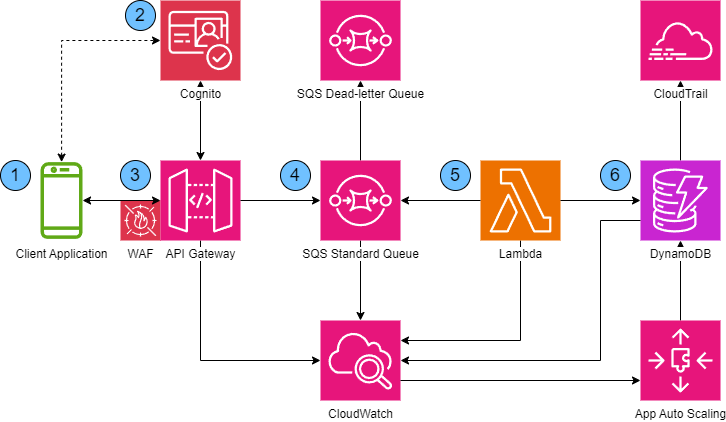 2
Cognito
SQS Dead-letter Queue
CloudTrail
1
3
4
5
6
</>
Client Application
WAF
API Gateway
SQS Standard Queue
Lambda
DynamoDB
CloudWatch
App Auto Scaling